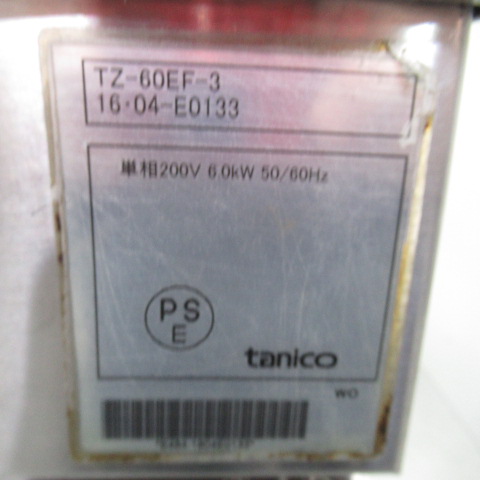 TZ-60EF-3
16・04-E0133
単相200V 6.0kW 50/60Hz
PS
E
tanico
WO